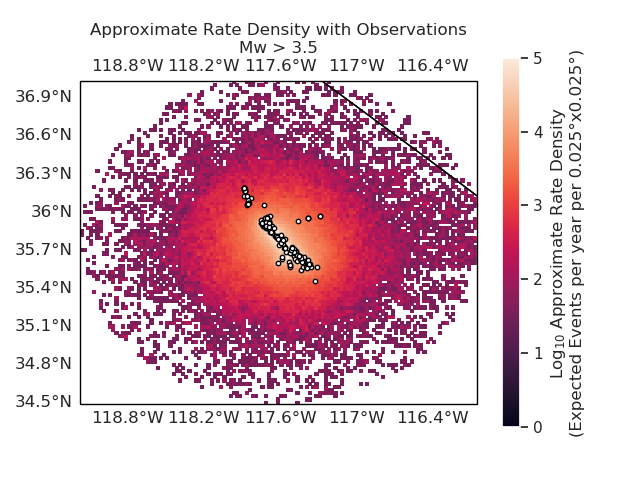 Approximate Rate Density with Observations
Mw > 3.5
118.8°W 118.2°W 117.6°W 117°W 116.4°W
36.9°N
36.6°N
36.3°N
36°N
35.7°N
35.4°N
35.1°N
34.8°N
34.5°N
118.8°W 118.2°W 117.6°W 117°W 116.4°W
5
4
3
2
1
0
Log₁₀ Approximate Rate Density
(Expected Events per year per 0.025°x0.025°)